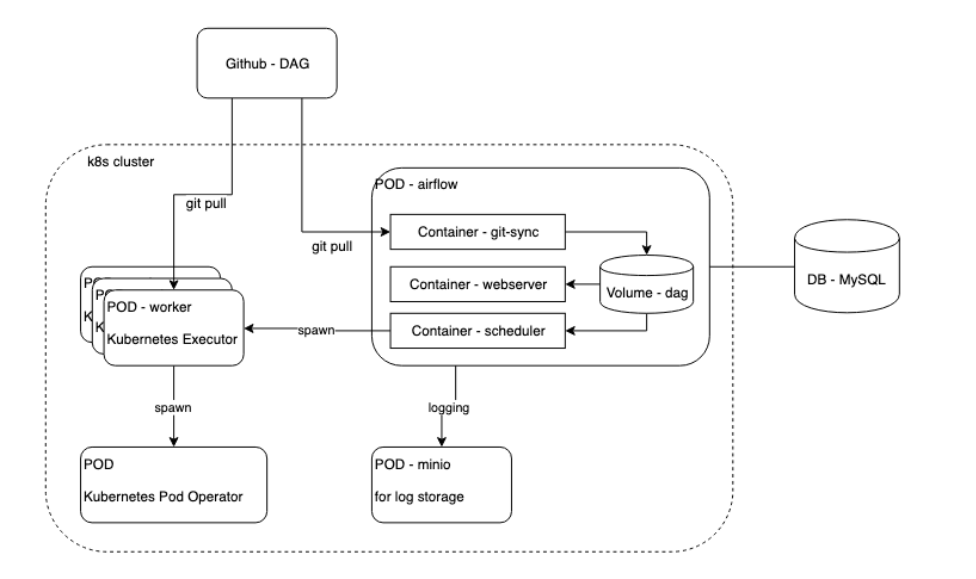 Github - DAG
k8s cluster
POD - airflow
git pull
Container - git-sync
git pull
Container - webserver
Volume - dag
DB - MySQL
POD - worker
Kubernetes Executor
spawn
Container - scheduler
spawn
logging
POD
Kubernetes Pod Operator
POD - minio
for log storage